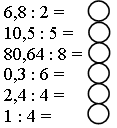 6,8 : 2 =
10,5 : 5 =
80,64 : 8 =
0,3 : 6 =
2,4 : 4 =
1 : 4 =